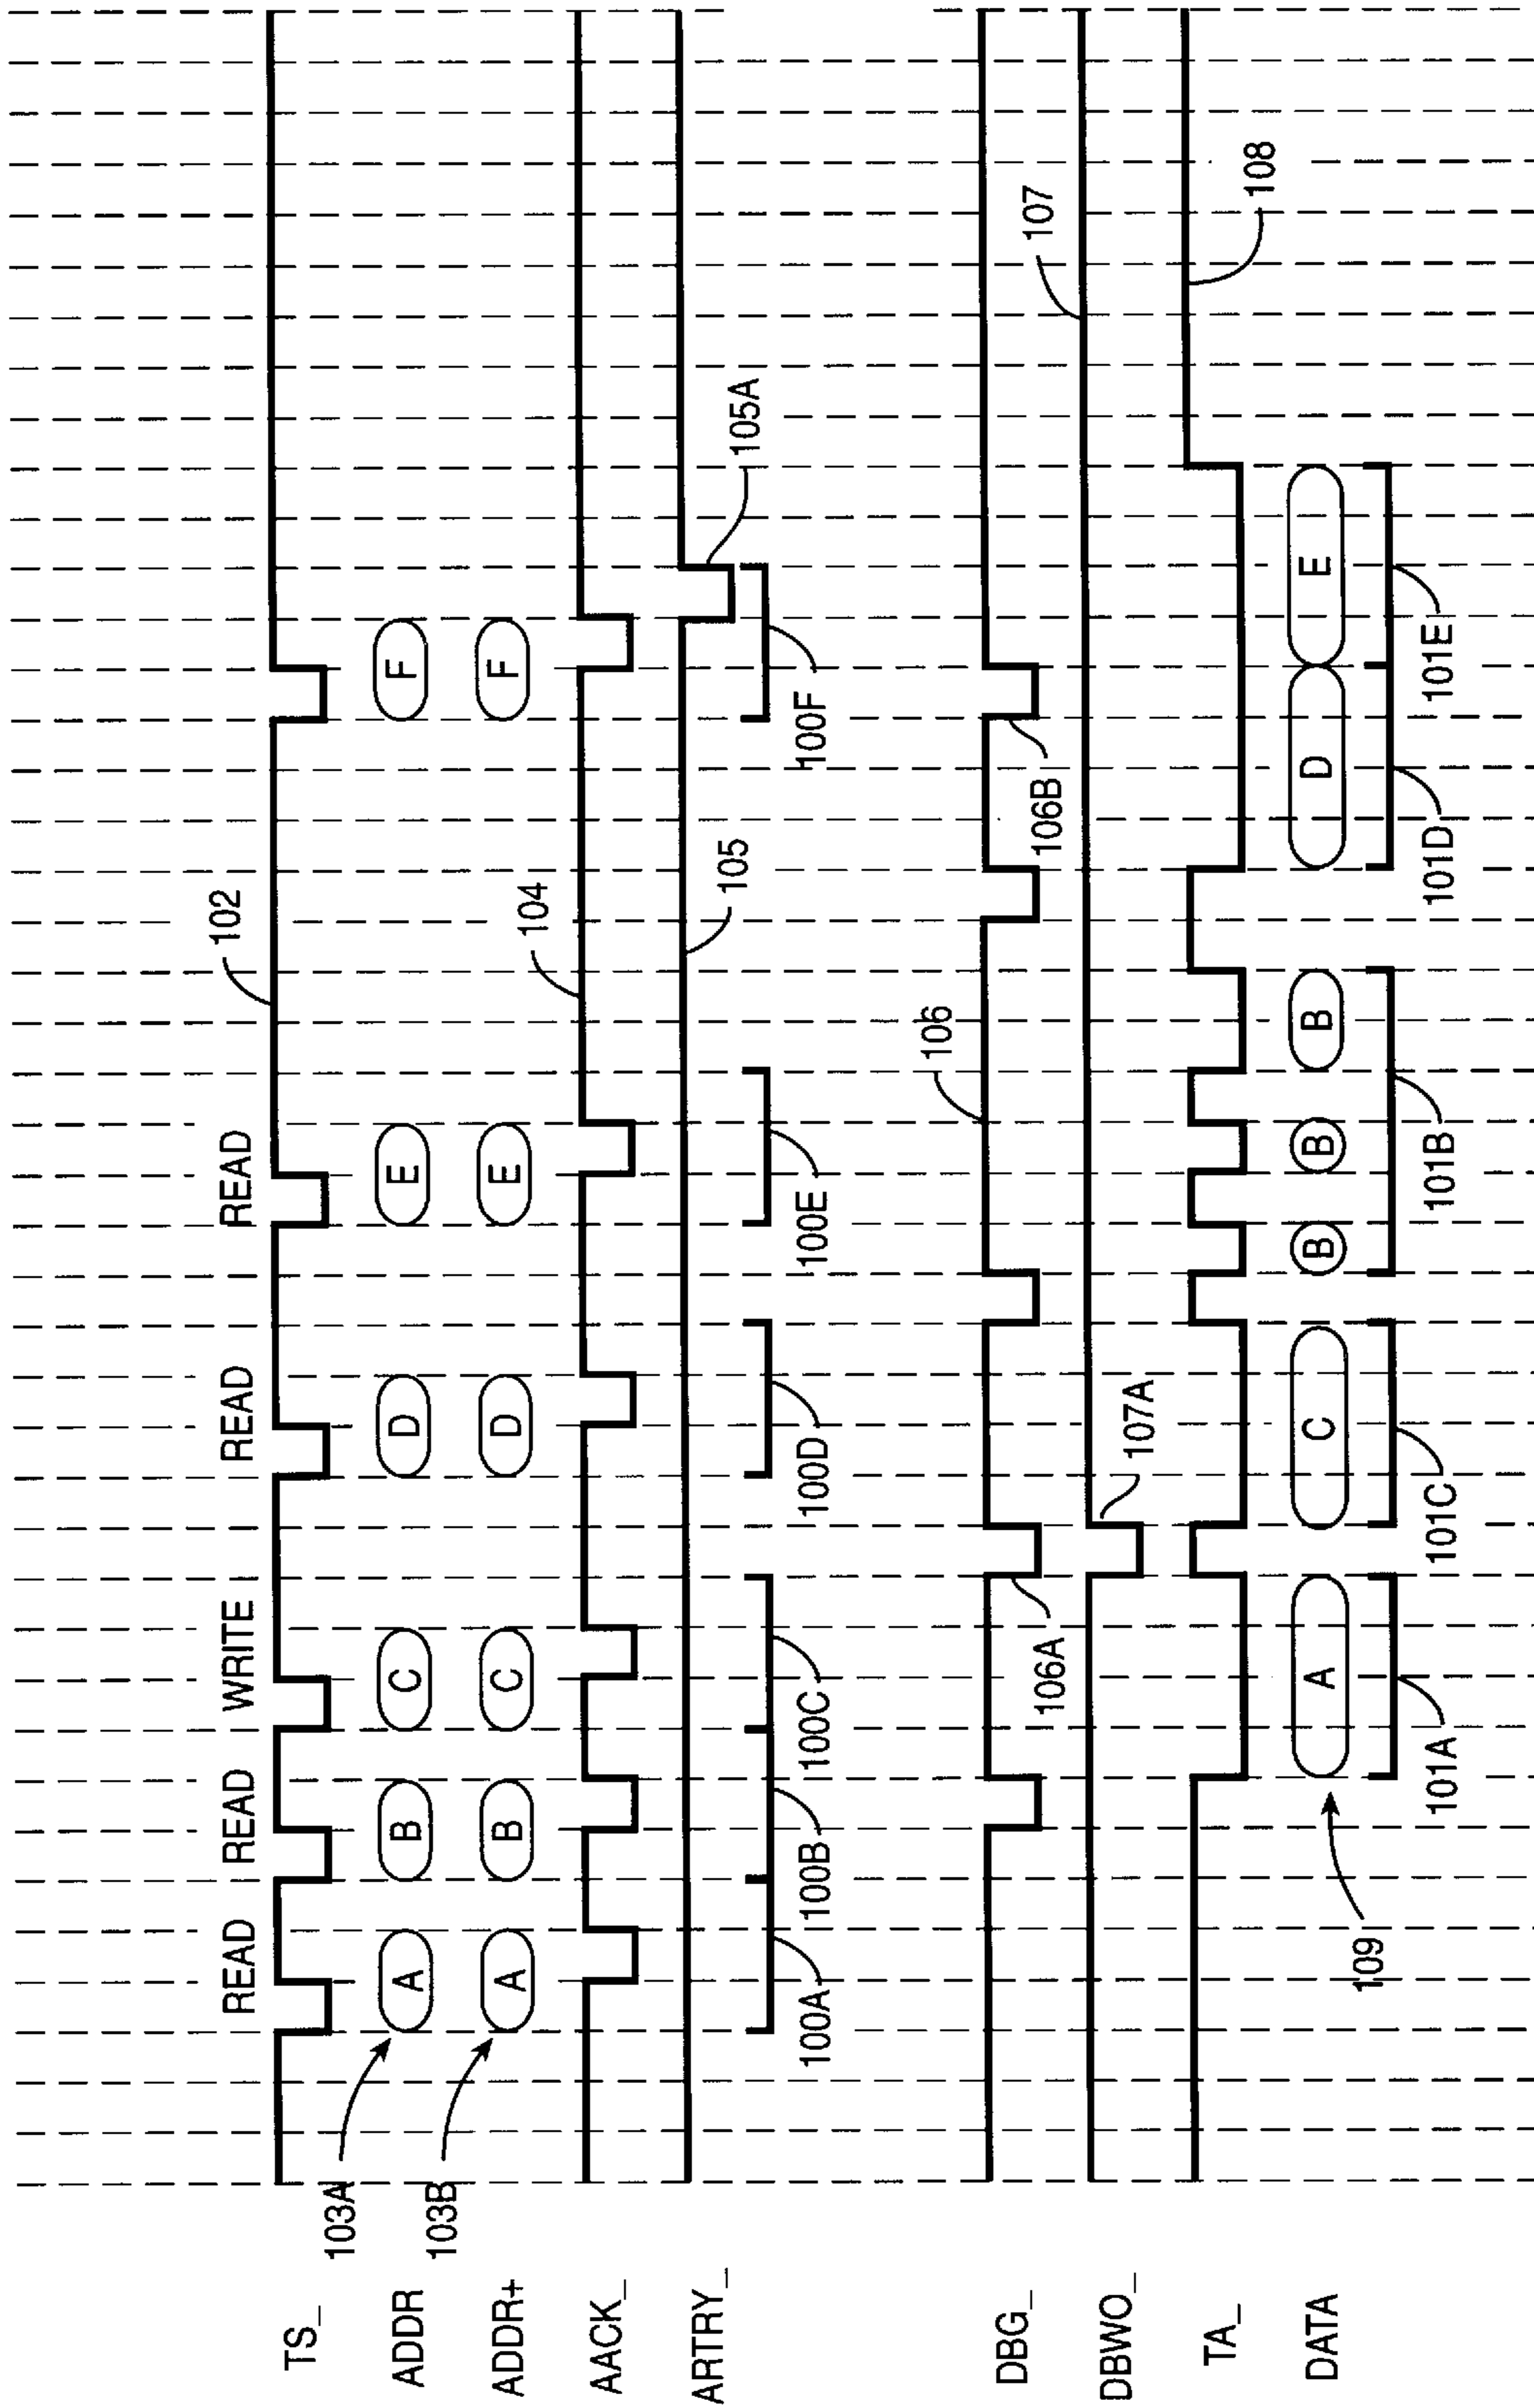 READ READ WRITE READ READ 102
TS_
103A
ADDR A B C D E F
103B
ADDR+ A B C D E F
104
AACK_
ARTRY_ 105 105A
100A 100B 100C 100D 100E 100F
106
DBG_ 106A 106B
107
DBWO_ 107A
TA_ 108
DATA A C B B B D E
109
101A 101C 101B 101D 101E